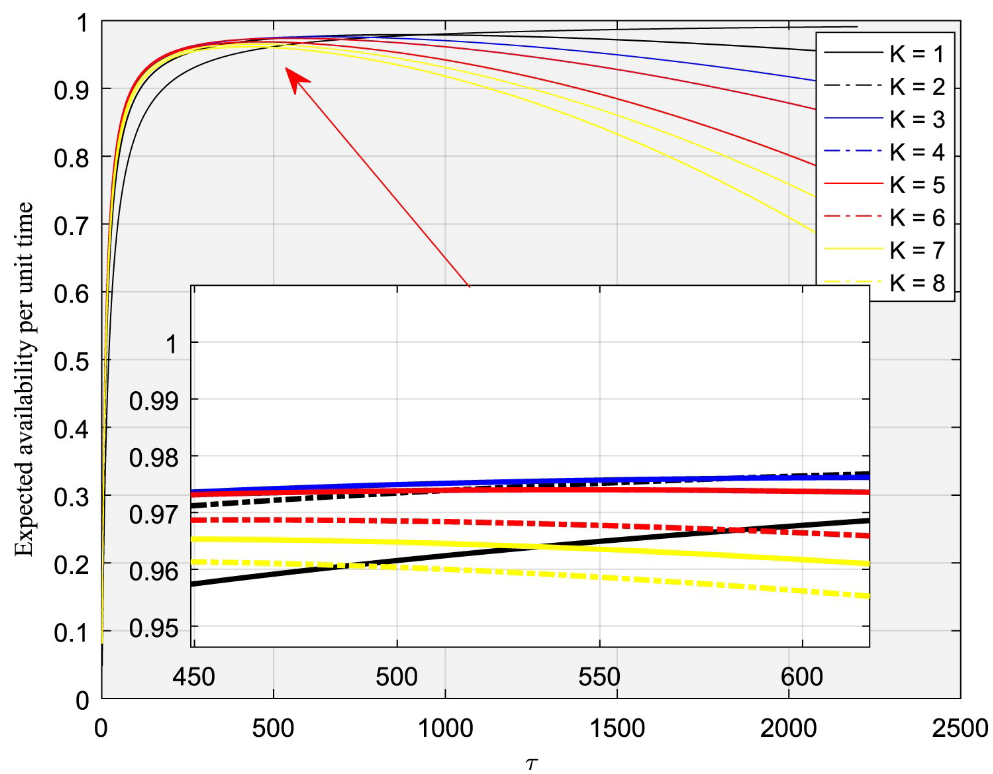 1
0.9
0.8
0.7
0.6
0.5
0.4
0.3
0.2
0.1
0
Expected availability per unit time
K = 1
K = 2
K = 3
K = 4
K = 5
K = 6
K = 7
K = 8
1
0.99
0.98
0.97
0.96
0.95
450 500 550 600
0 500 1000 1500 2000 2500
τ